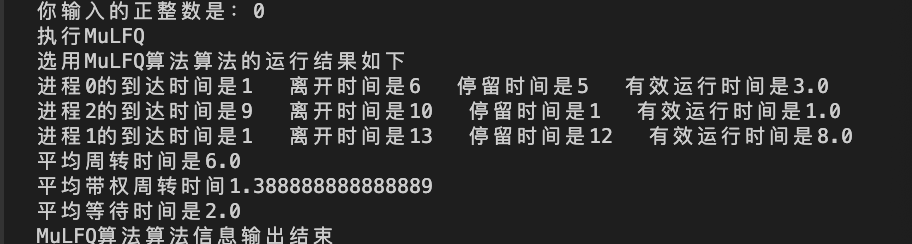 你输入的正整数是：0
执行MuLFQ
选用MuLFQ算法算法的运行结果如下
进程0的到达时间是1 离开时间是6 停留时间是5 有效运行时间是3.0
进程2的到达时间是9 离开时间是10 停留时间是1 有效运行时间是1.0
进程1的到达时间是1 离开时间是13 停留时间是12 有效运行时间是8.0
平均周转时间是6.0
平均带权周转时间1.388888888888889
平均等待时间是2.0
MuLFQ算法算法信息输出结束